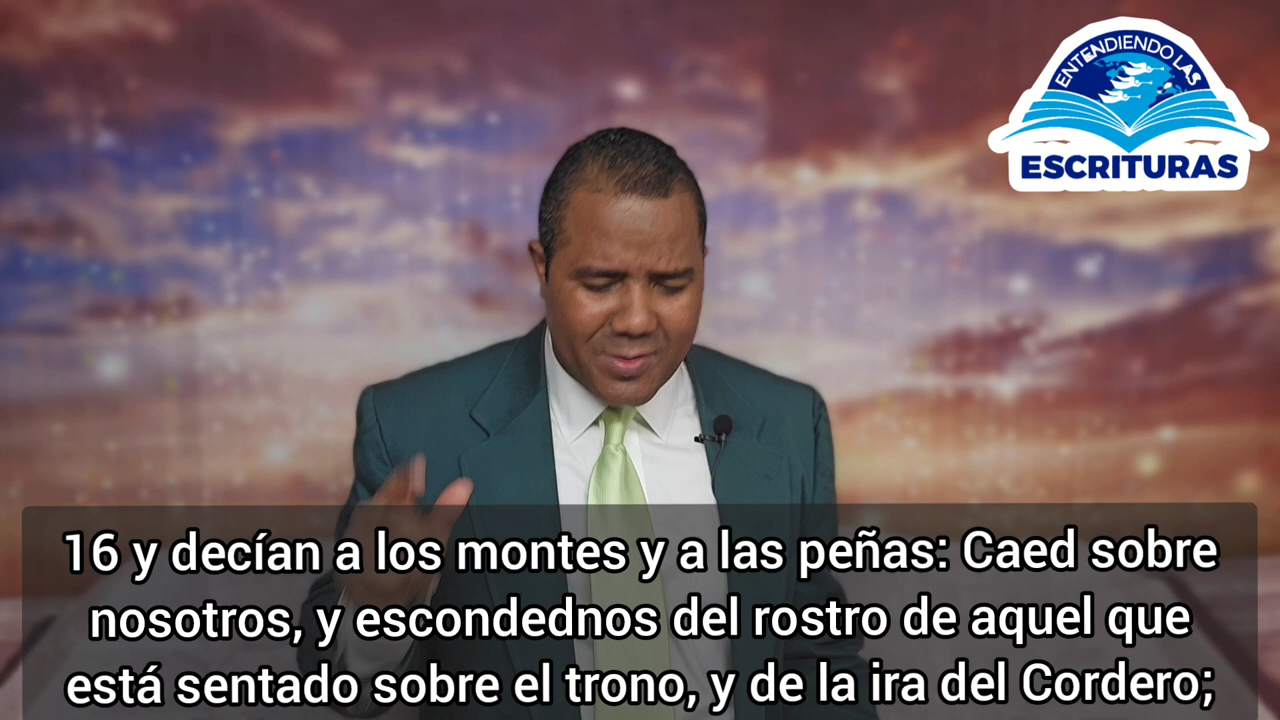 ENTENDIENDO LAS
ESCRITURAS
16 y decían a los montes y a las peñas: Caed sobre
nosotros, y escondednos del rostro de aquel que
está sentado sobre el trono, y de la ira del Cordero;